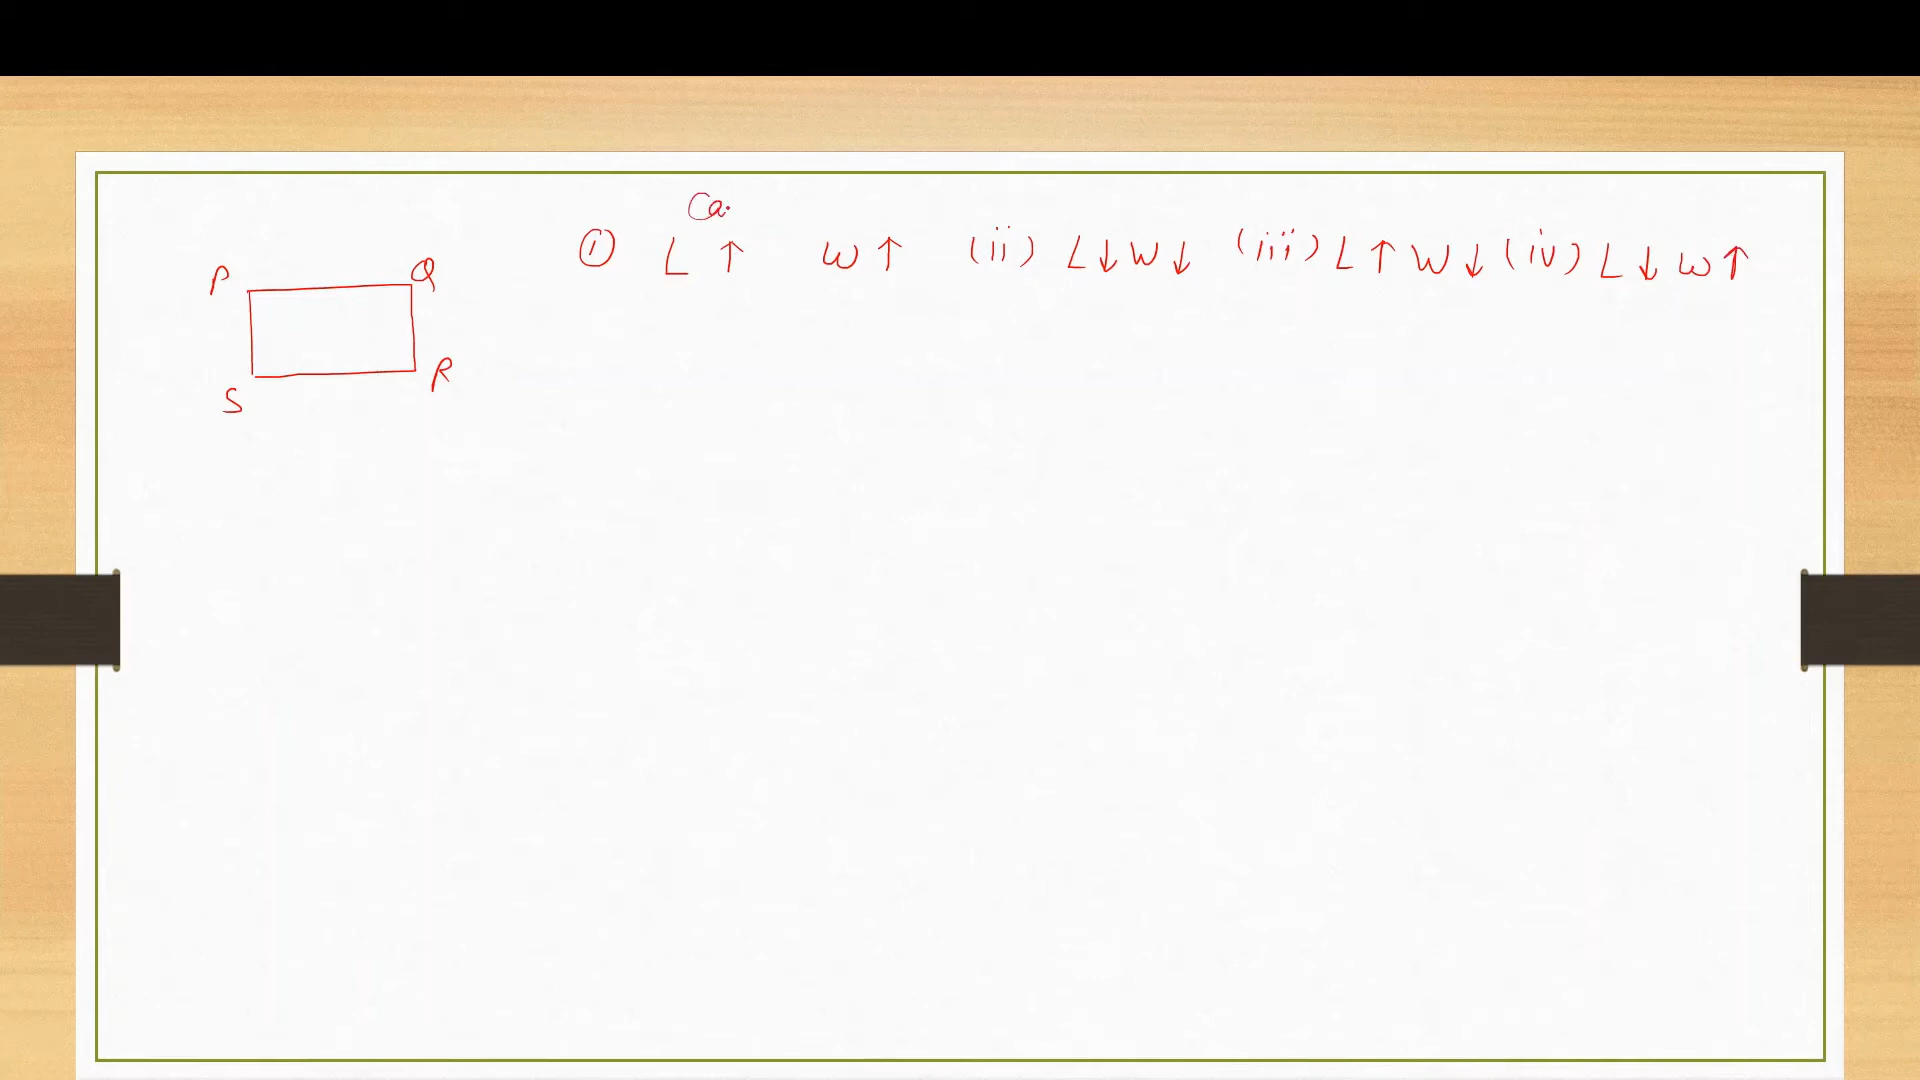 Ca.
① L ↑ W ↑ (ii) L ↓ W ↓ (iii) L ↑ W ↓ (iv) L ↓ W ↑
P Q
S R